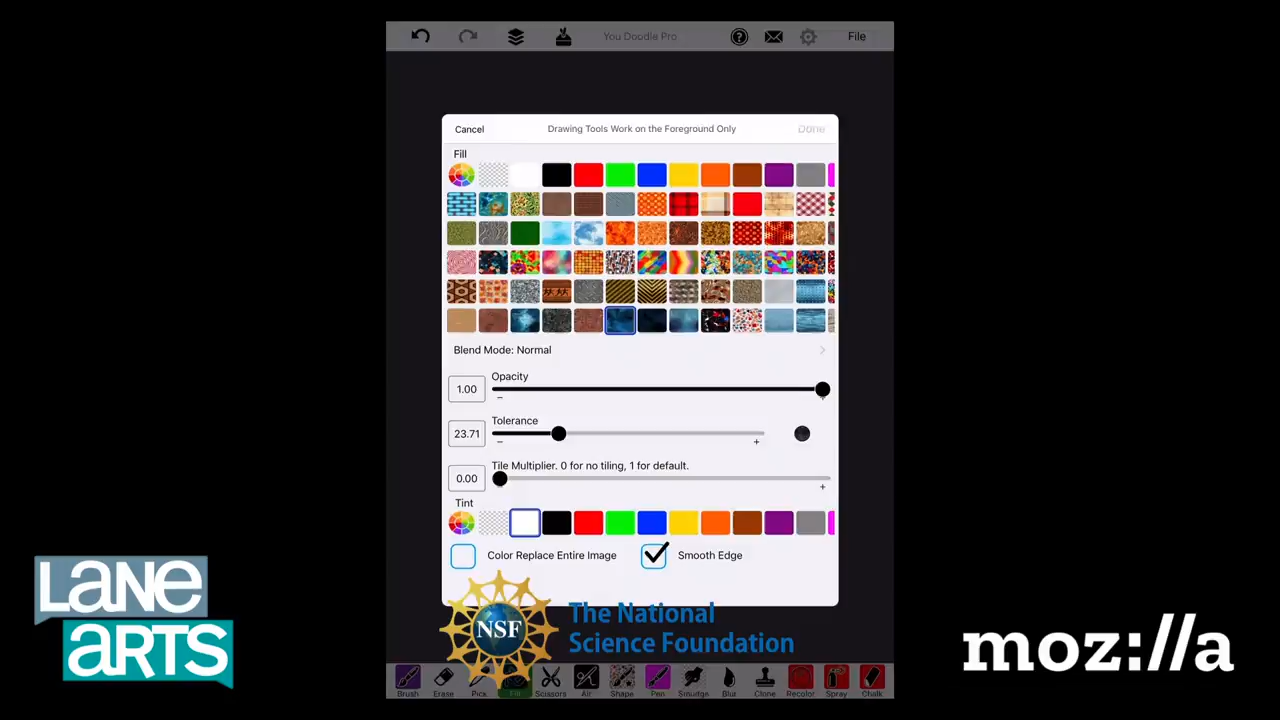 You Doodle Pro
File
Cancel
Drawing Tools Work on the Foreground Only
Done
Fill
Blend Mode: Normal
Opacity
1.00
Tolerance
23.71
Tile Multiplier. 0 for no tiling, 1 for default.
0.00
Tint
Color Replace Entire Image
Smooth Edge
LANE
ARTS
NSF
The National
Science Foundation
moz://a
Brush
Erase
Pics
Fill
Scissors
Air
Shape
Pen
Smudge
Blur
Clone
Recolor
Spray
Chalk